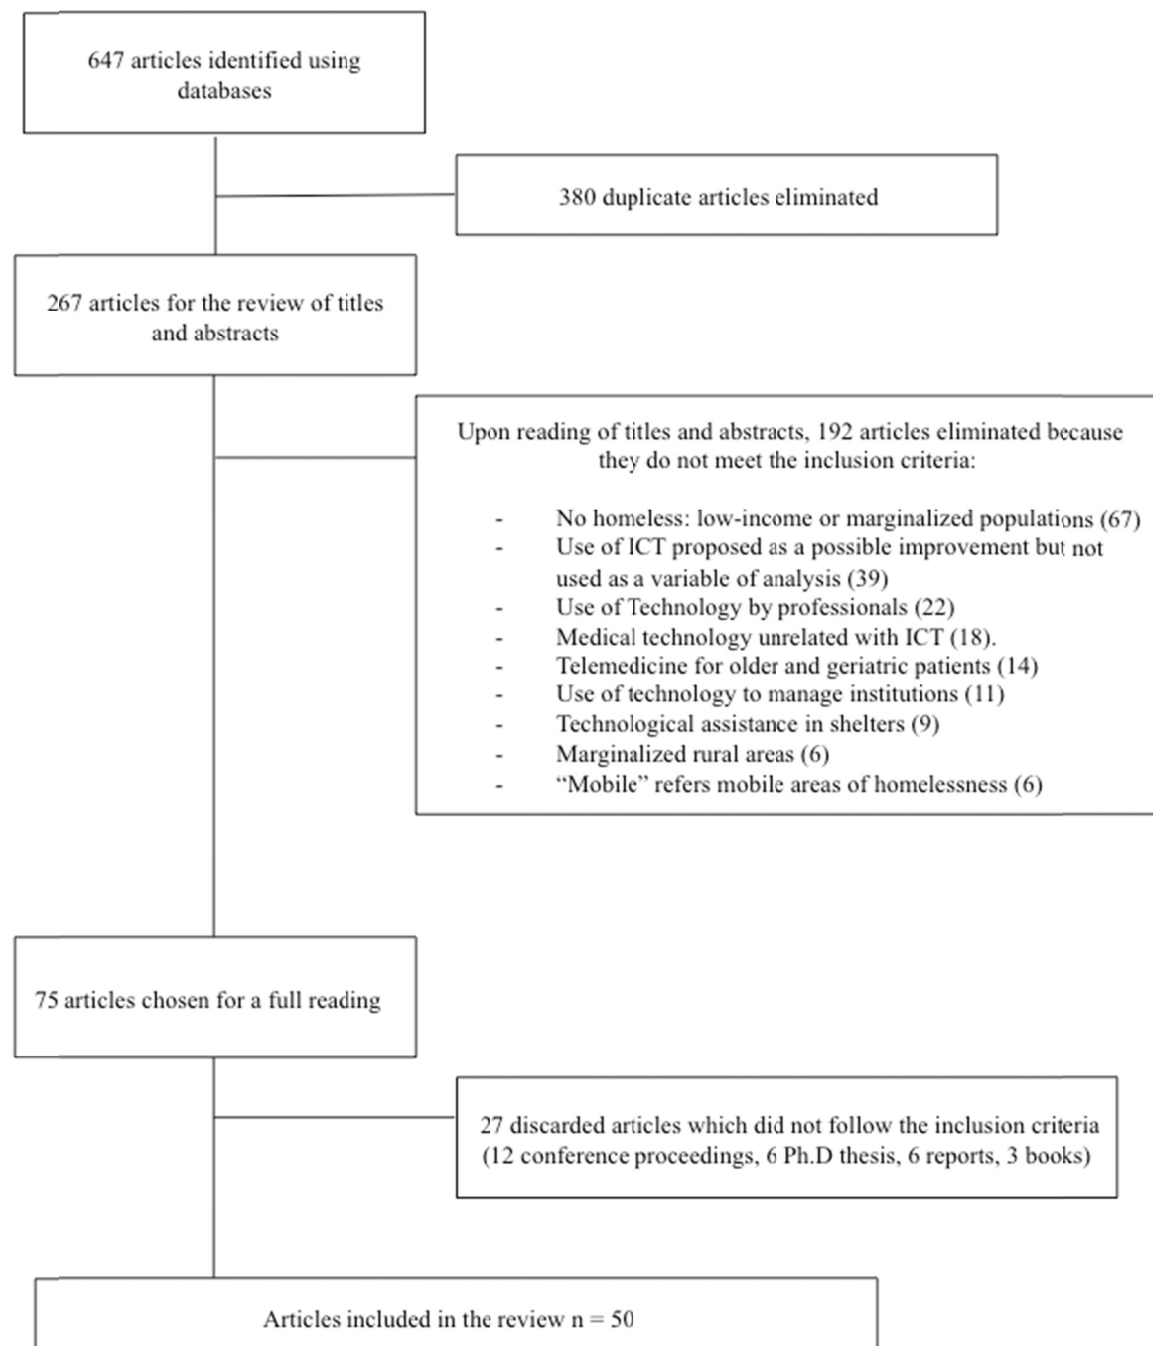 647 articles identified using
databases
380 duplicate articles eliminated
267 articles for the review of titles
and abstracts
Upon reading of titles and abstracts, 192 articles eliminated because
they do not meet the inclusion criteria:
- No homeless: low-income or marginalized populations (67)
- Use of ICT proposed as a possible improvement but not
used as a variable of analysis (39)
- Use of Technology by professionals (22)
- Medical technology unrelated with ICT (18).
- Telemedicine for older and geriatric patients (14)
- Use of technology to manage institutions (11)
- Technological assistance in shelters (9)
- Marginalized rural areas (6)
- “Mobile” refers mobile areas of homelessness (6)
75 articles chosen for a full reading
27 discarded articles which did not follow the inclusion criteria
(12 conference proceedings, 6 Ph.D thesis, 6 reports, 3 books)
Articles included in the review n = 50